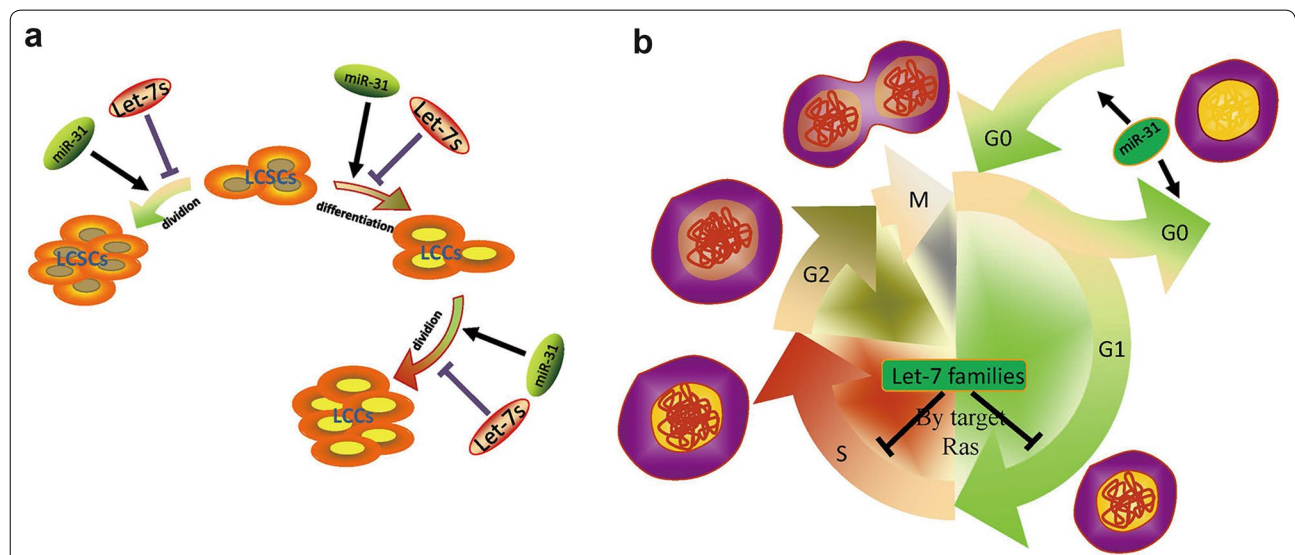 a
miR-31
Let-7s
LCSCs
dividion
LCSCs
miR-31
Let-7s
differentiation
LCCs
dividion
miR-31
Let-7s
LCCs
b
G0
miR-31
G0
M
G2
G1
S
Let-7 families
By target
Ras